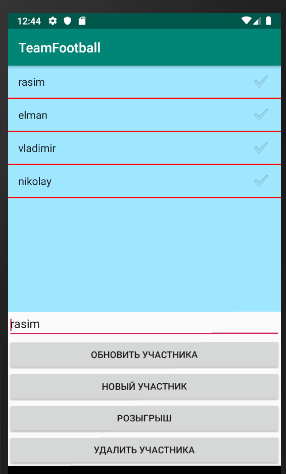 12:44
TeamFootball
rasim
elman
vladimir
nikolay
rasim
ОБНОВИТЬ УЧАСТНИКА
НОВЫЙ УЧАСТНИК
РОЗЫГРЫШ
УДАЛИТЬ УЧАСТНИКА